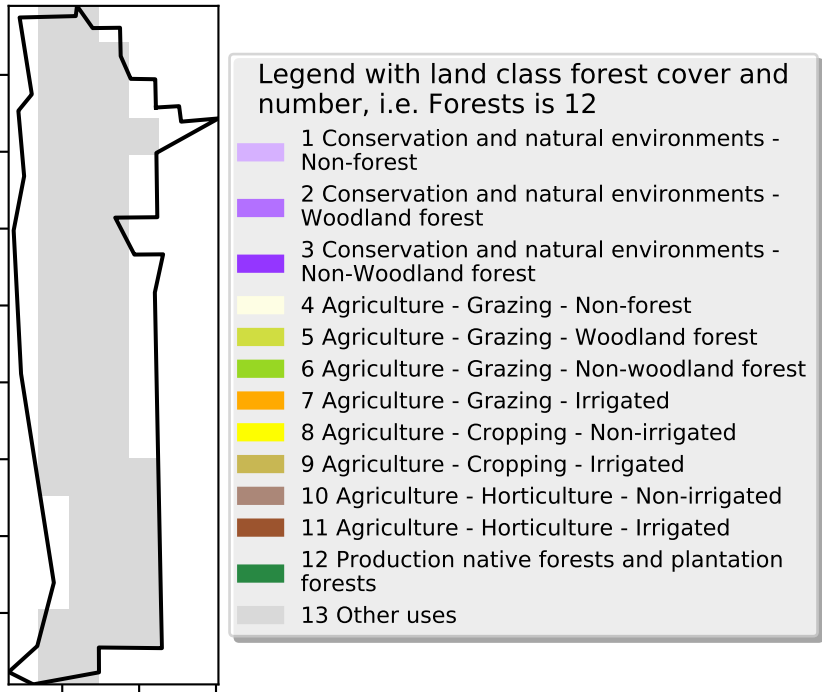 Legend with land class forest cover and
number, i.e. Forests is 12
1 Conservation and natural environments -
Non-forest
2 Conservation and natural environments -
Woodland forest
3 Conservation and natural environments -
Non-Woodland forest
4 Agriculture - Grazing - Non-forest
5 Agriculture - Grazing - Woodland forest
6 Agriculture - Grazing - Non-woodland forest
7 Agriculture - Grazing - Irrigated
8 Agriculture - Cropping - Non-irrigated
9 Agriculture - Cropping - Irrigated
10 Agriculture - Horticulture - Non-irrigated
11 Agriculture - Horticulture - Irrigated
12 Production native forests and plantation
forests
13 Other uses